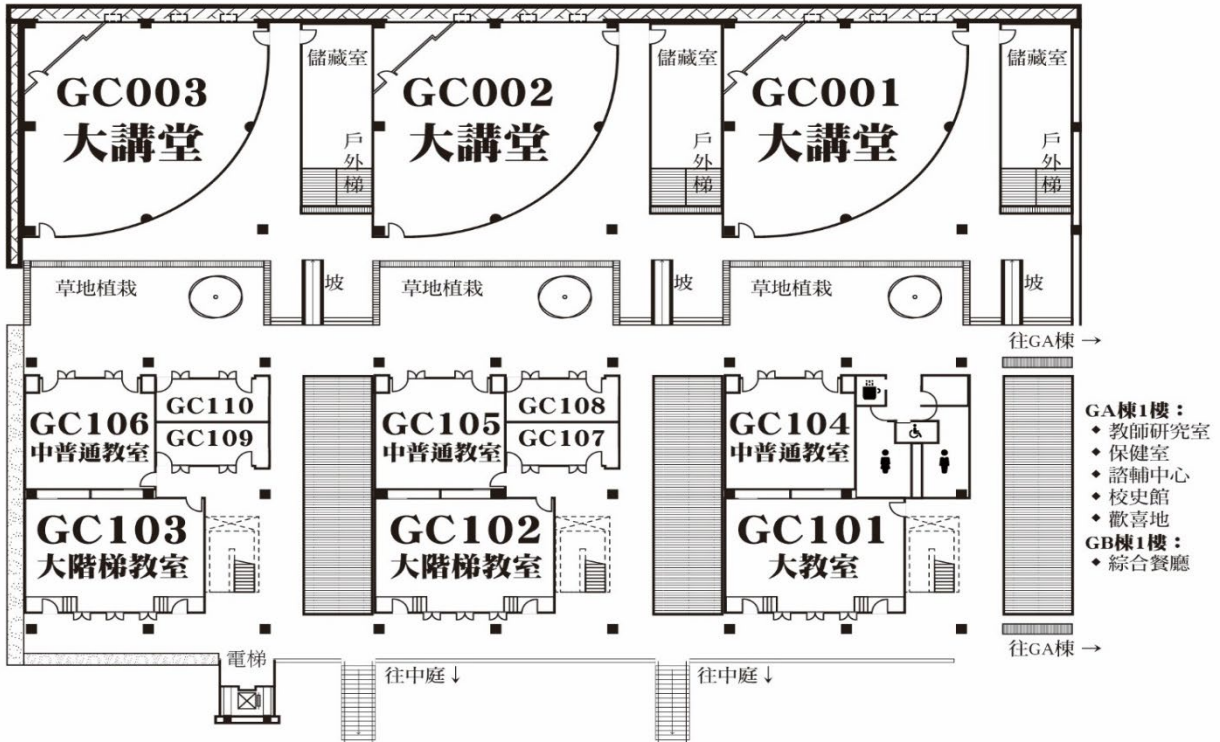 GC003
大講堂
儲藏室
戶外梯
GC002
大講堂
儲藏室
戶外梯
GC001
大講堂
儲藏室
戶外梯
草地植栽
坡
草地植栽
坡
草地植栽
坡
往GA棟 →
GC106
中普通教室
GC110
GC109
GC105
中普通教室
GC108
GC107
GC104
中普通教室
GC103
大階梯教室
GC102
大階梯教室
GC101
大教室
GA棟1樓：
◆ 教師研究室
◆ 保健室
◆ 諮輔中心
◆ 校史館
◆ 歡喜地
GB棟1樓：
◆ 綜合餐廳
往GA棟 →
電梯
往中庭↓
往中庭↓